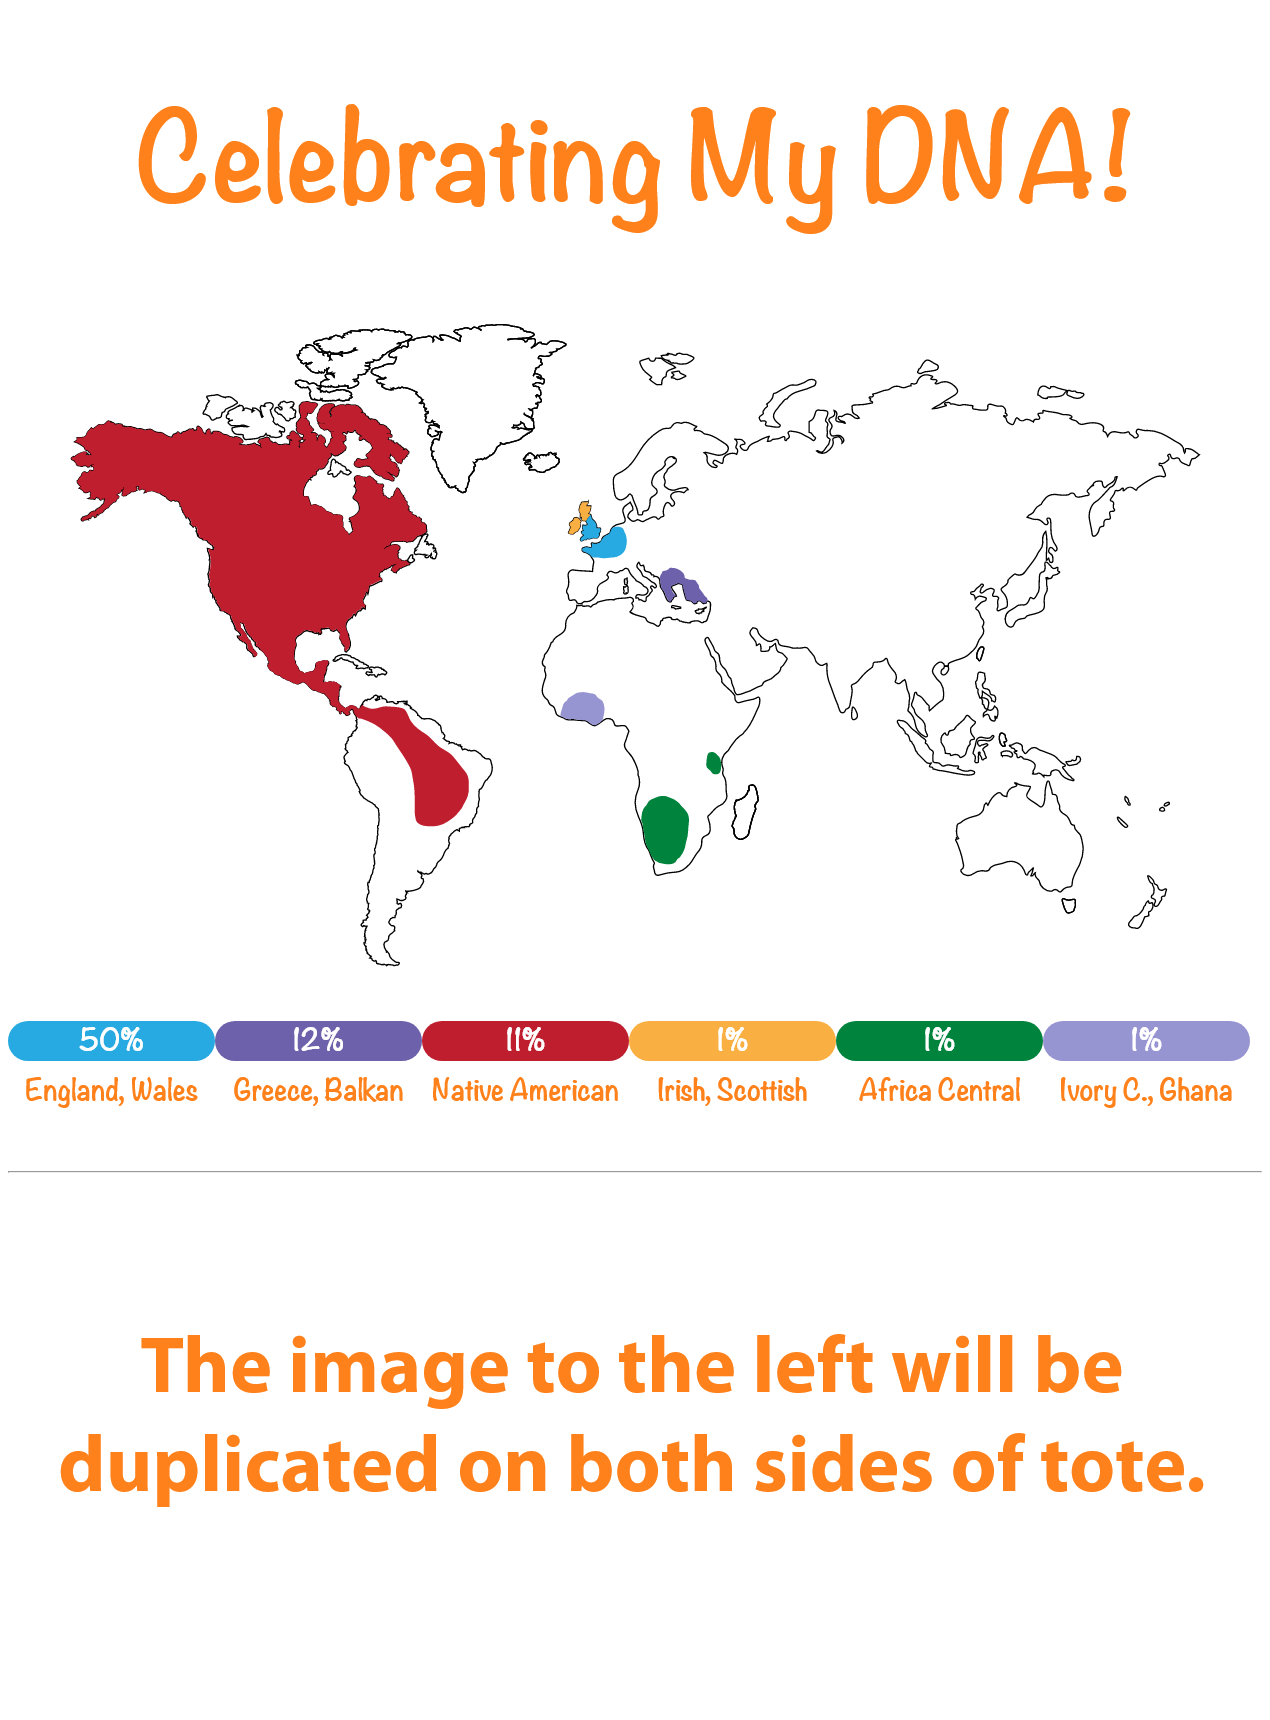 Celebrating My DNA!
50% 12% 11% 1% 1% 1%
England, Wales Greece, Balkan Native American Irish, Scottish Africa Central Ivory C., Ghana
The image to the left will be
duplicated on both sides of tote.